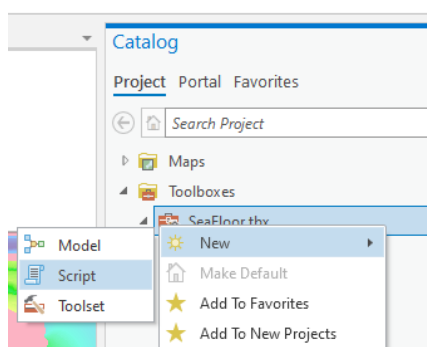 Catalog
Project Portal Favorites
Search Project
Maps
Toolboxes
SeaFloor.tbx
New
Model
Script
Make Default
Toolset
Add To Favorites
Add To New Projects